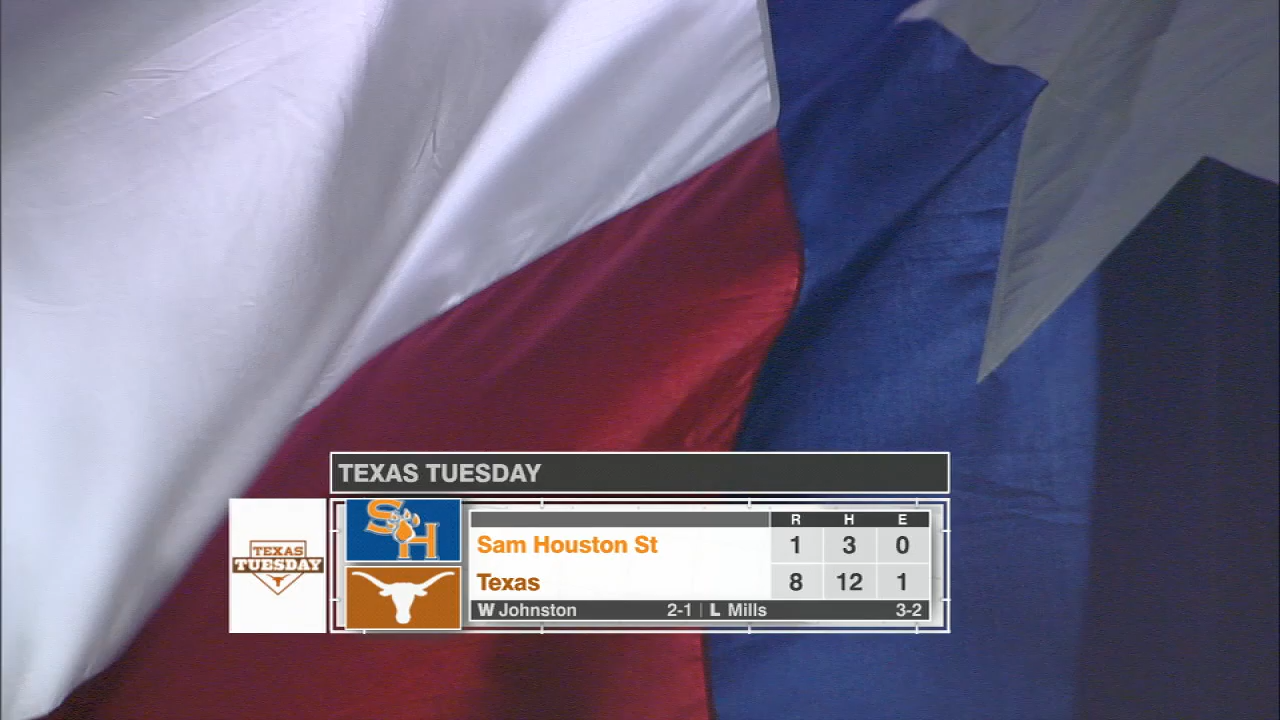 TEXAS TUESDAY
TEXAS
TUESDAY
SH
R H E
Sam Houston St 1 3 0
Texas 8 12 1
W Johnston 2-1 | L Mills 3-2